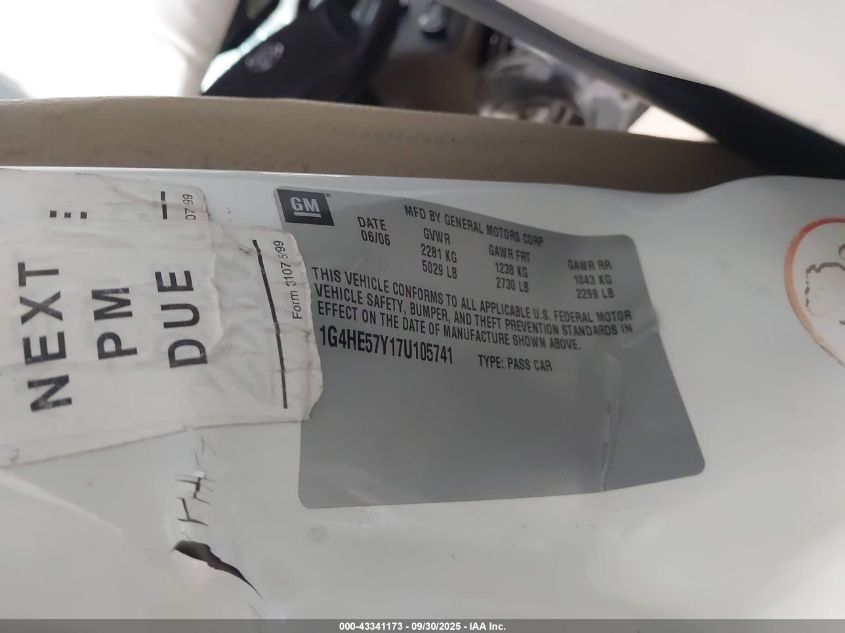 GM
DATE
06/06
MFD BY GENERAL MOTORS CORP
GVWR
2281 KG
5029 LB
GAWR FRT
1238 KG
2730 LB
GAWR RR
1043 KG
2299 LB
THIS VEHICLE CONFORMS TO ALL APPLICABLE U.S. FEDERAL MOTOR
VEHICLE SAFETY, BUMPER, AND THEFT PREVENTION STANDARDS IN
EFFECT ON THE DATE OF MANUFACTURE SHOWN ABOVE.
1G4HE57Y17U105741
TYPE: PASS CAR
NEXT
PM
DUE
Form 3107
07 99
000-43341173 - 09/30/2025 - IAA Inc.